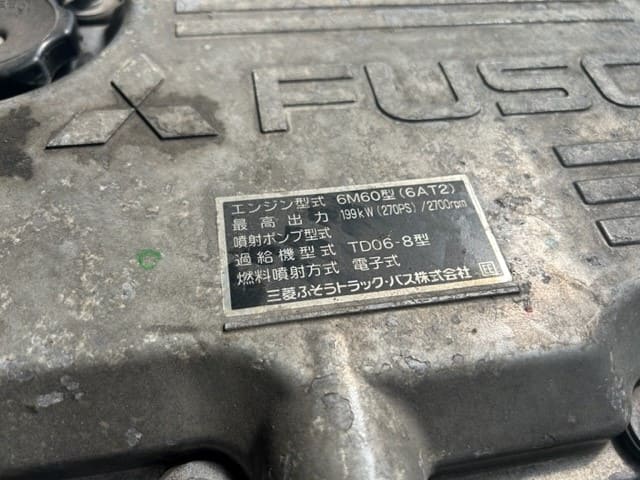 FUSO
エンジン型式 6M60型(6AT2)
最高出力 199kW(270PS)/2700rpm
噴射ポンプ型式
過給機型式 TD06-8型
燃料噴射方式 電子式
三菱ふそうトラック・バス株式会社